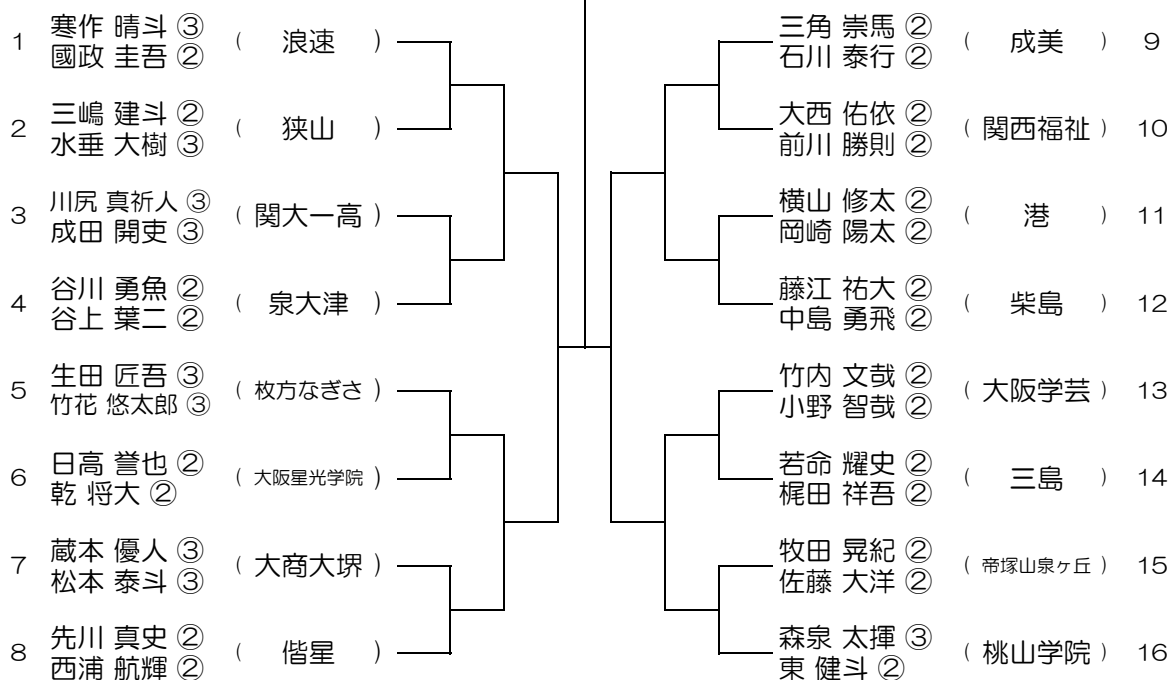 1 寒作 晴斗 ③ ( 浪速 )
國政 圭吾 ②
2 三嶋 建斗 ② ( 狭山 )
水垂 大樹 ③
3 川尻 真祈人 ③ ( 関大一高 )
成田 開吏 ③
4 谷川 勇魚 ② ( 泉大津 )
谷上 葉二 ②
5 生田 匠吾 ③ ( 枚方なぎさ )
竹花 悠太郎 ③
6 日高 誉也 ② ( 大阪星光学院 )
乾 将大 ②
7 蔵本 優人 ③ ( 大商大堺 )
松本 泰斗 ③
8 先川 真史 ② ( 偕星 )
西浦 航輝 ②
三角 崇馬 ② ( 成美 ) 9
石川 泰行 ②
大西 佑依 ② ( 関西福祉 ) 10
前川 勝則 ②
横山 修太 ② ( 港 ) 11
岡崎 陽太 ②
藤江 祐大 ② ( 柴島 ) 12
中島 勇飛 ②
竹内 文哉 ② ( 大阪学芸 ) 13
小野 智哉 ②
若命 耀史 ② ( 三島 ) 14
梶田 祥吾 ②
牧田 晃紀 ② ( 帝塚山泉ヶ丘 ) 15
佐藤 大洋 ②
森泉 太揮 ③ ( 桃山学院 ) 16
東 健斗 ②